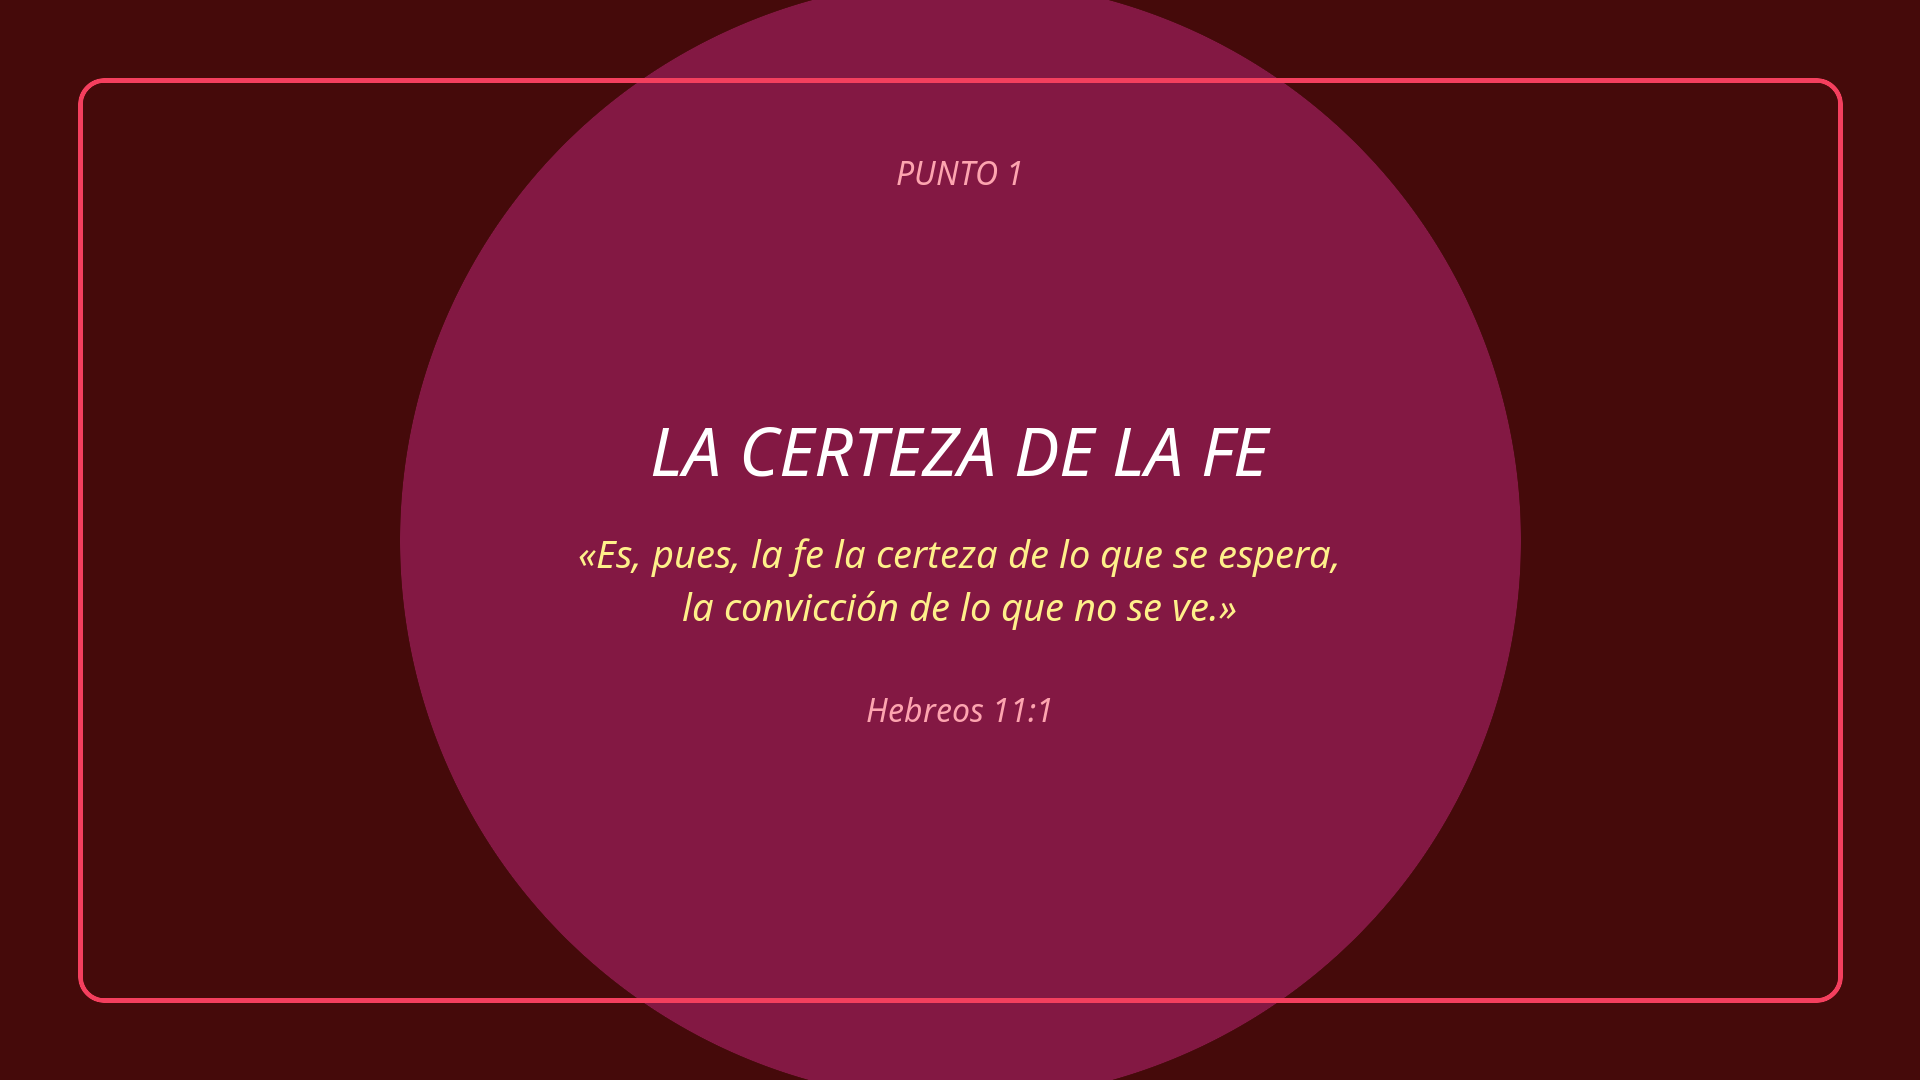 PUNTO 1
LA CERTEZA DE LA FE
«Es, pues, la fe la certeza de lo que se espera,
la convicción de lo que no se ve.»
Hebreos 11:1